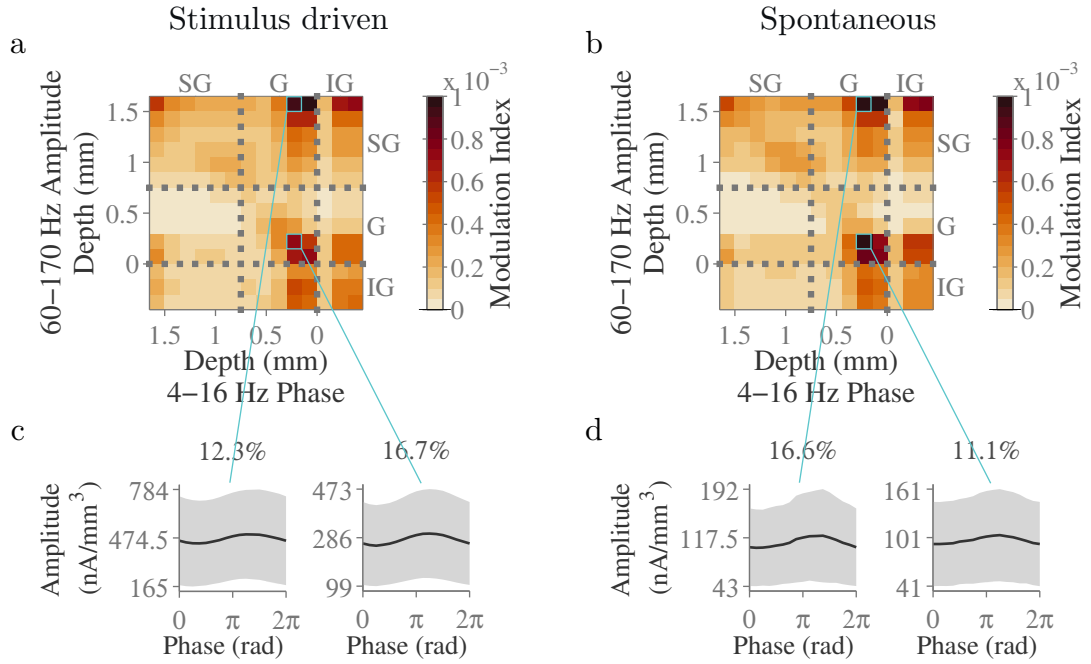 Stimulus driven
Spontaneous
a
SG G IG
x 10⁻³
1.5
1
0.5
0
SG
G
IG
1
0.8
0.6
0.4
0.2
0
Modulation Index
60−170 Hz Amplitude
Depth (mm)
1.5 1 0.5 0
Depth (mm)
4−16 Hz Phase
b
SG G IG
x 10⁻³
1.5
1
0.5
0
SG
G
IG
1
0.8
0.6
0.4
0.2
0
Modulation Index
60−170 Hz Amplitude
Depth (mm)
1.5 1 0.5 0
Depth (mm)
4−16 Hz Phase
c
12.3%
16.7%
Amplitude
(nA/mm³)
784
474.5
165
0 π 2π
Phase (rad)
473
286
99
0 π 2π
Phase (rad)
d
16.6%
11.1%
Amplitude
(nA/mm³)
192
117.5
43
0 π 2π
Phase (rad)
161
101
41
0 π 2π
Phase (rad)